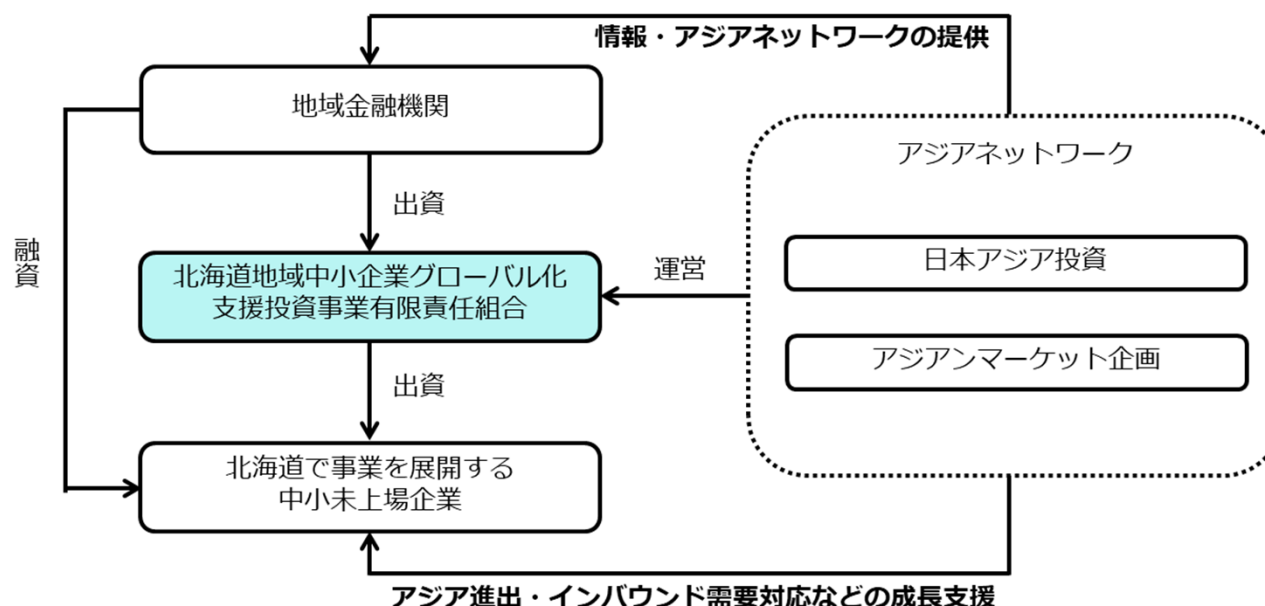 情報・アジアネットワークの提供
地域金融機関
アジアネットワーク
出資
融資
北海道地域中小企業グローバル化
支援投資事業有限責任組合
運営
日本アジア投資
アジアンマーケット企画
出資
北海道で事業を展開する
中小未上場企業
アジア進出・インバウンド需要対応などの成長支援